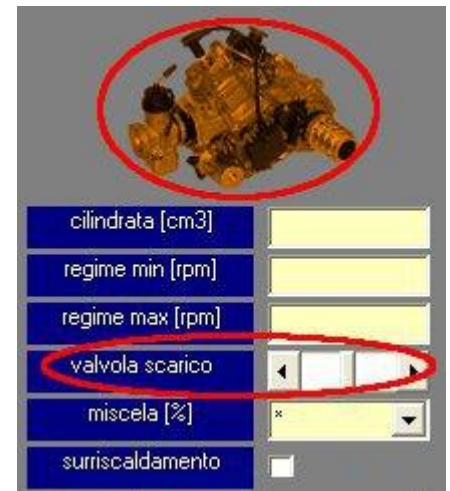 cilindrata [cm3]
regime min [rpm]
regime max [rpm]
valvola scarico
miscela [%]
*
surriscaldamento